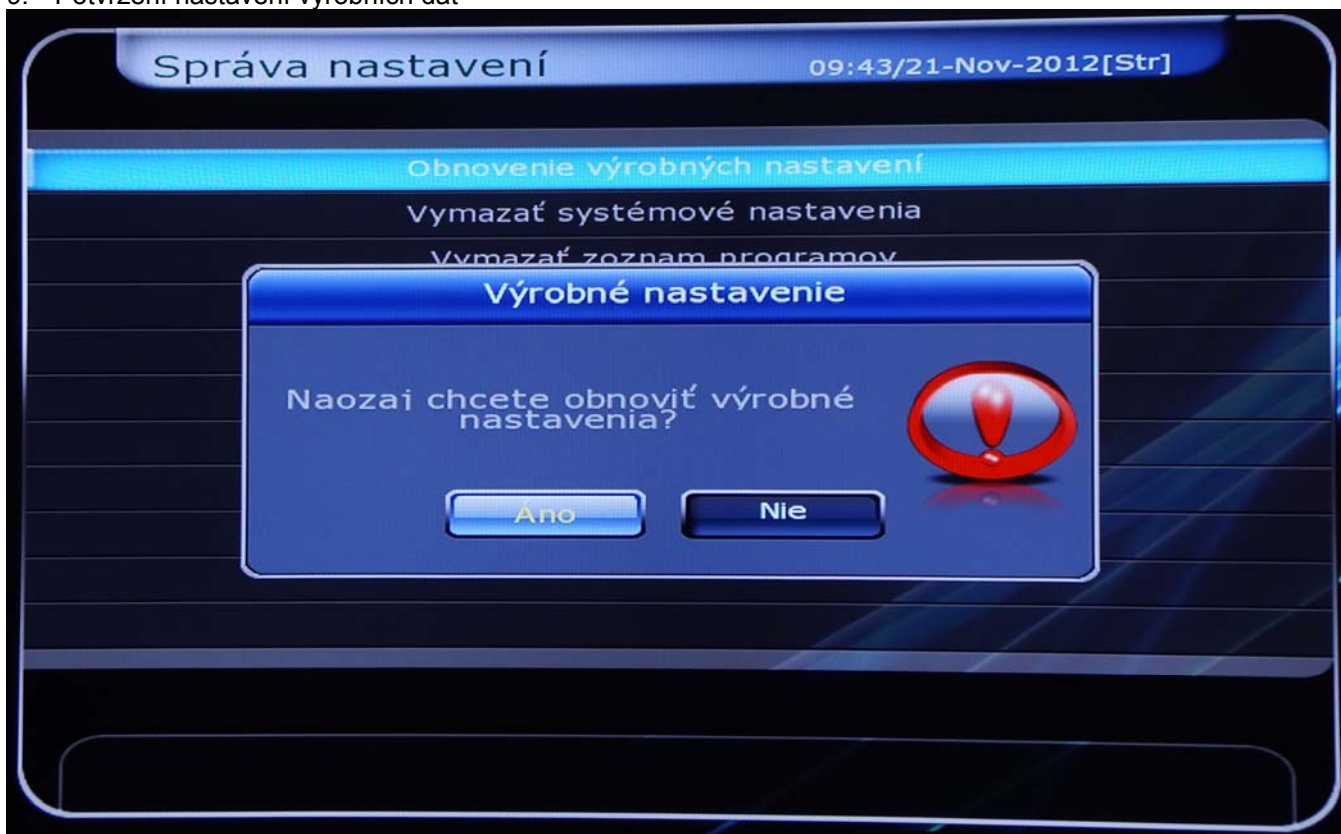 Potvrzení nastavení výrobních dat
Správa nastavení
09:43/21-Nov-2012[Str]
Obnovenie výrobných nastavení
Vymazať systémové nastavenia
Vymazať zoznam programov
Výrobné nastavenie
Naozaj chcete obnoviť výrobné
nastavenia?
Áno
Nie